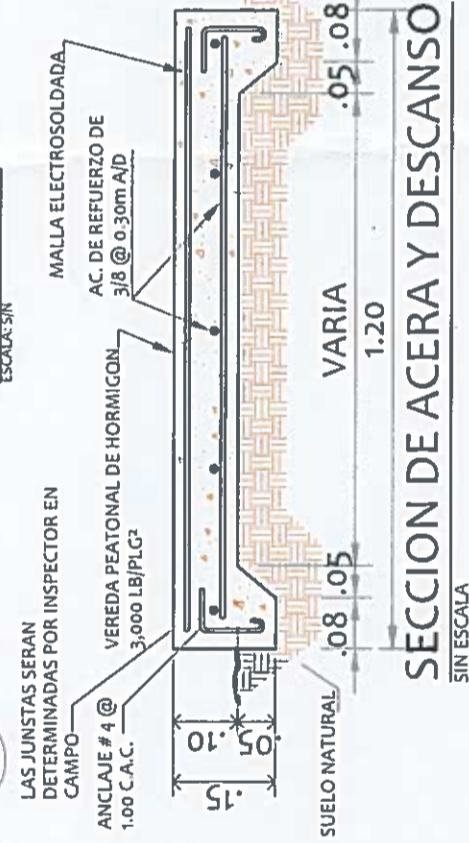 ESCALA: S/N
LAS JUNSTAS SERAN
DETERMINADAS POR INSPECTOR EN
CAMPO
MALLA ELECTROSOLDADA
VEREDA PEATONAL DE HORMIGON
3,000 LB/PLG²
AC. DE REFUERZO DE
3/8 @ 0.30m A/D
ANCLAJE # 4 @
1.00 C.A.C.
.10
.15
.05
SUELO NATURAL
.08
.05
VARIA
.05
.08
1.20
SECCION DE ACERA Y DESCANSO
SIN ESCALA